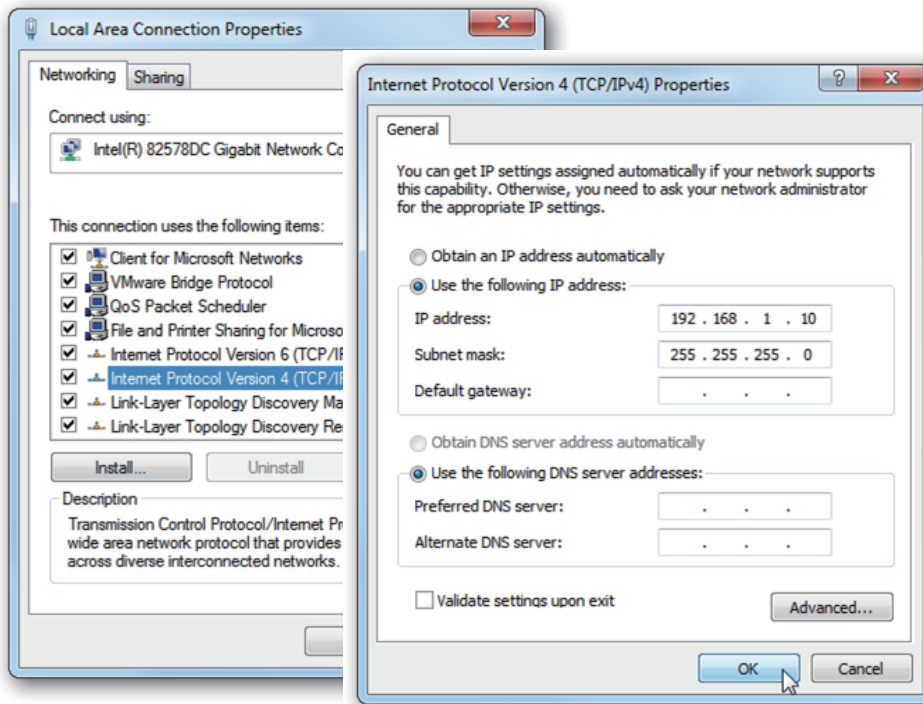 Local Area Connection Properties
Networking
Sharing
Connect using:
Intel(R) 82578DC Gigabit Network Co
This connection uses the following items:
Client for Microsoft Networks
VMware Bridge Protocol
QoS Packet Scheduler
File and Printer Sharing for Microso
Internet Protocol Version 6 (TCP/IP
Internet Protocol Version 4 (TCP/IP
Link-Layer Topology Discovery Ma
Link-Layer Topology Discovery Re
Install...
Uninstall
Description
Transmission Control Protocol/Internet Pr
wide area network protocol that provides
across diverse interconnected networks.
Internet Protocol Version 4 (TCP/IPv4) Properties
General
You can get IP settings assigned automatically if your network supports
this capability. Otherwise, you need to ask your network administrator
for the appropriate IP settings.
Obtain an IP address automatically
Use the following IP address:
IP address: 192 . 168 . 1 . 10
Subnet mask: 255 . 255 . 255 . 0
Default gateway: . . .
Obtain DNS server address automatically
Use the following DNS server addresses:
Preferred DNS server: . . .
Alternate DNS server: . . .
Validate settings upon exit
Advanced...
OK
Cancel